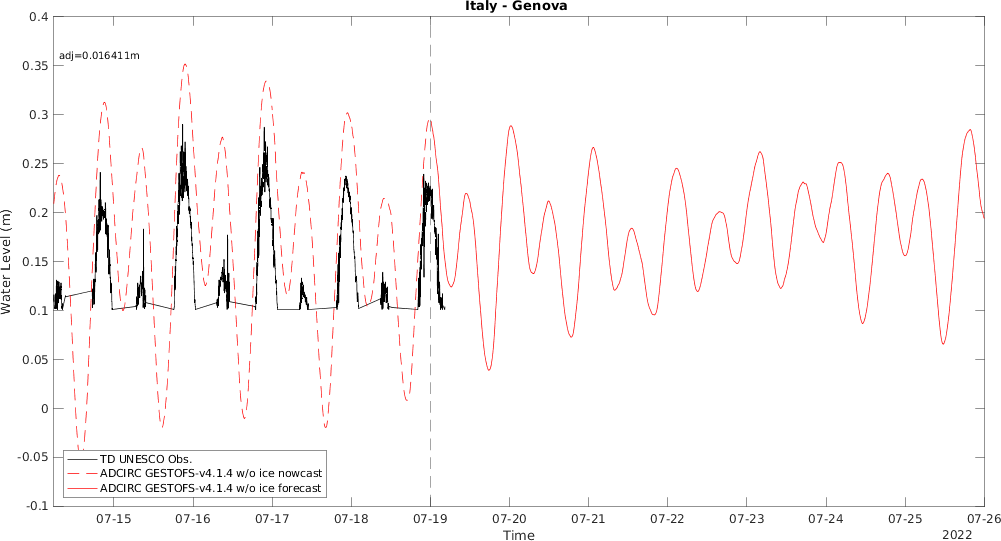 Italy - Genova
adj=0.016411m
Water Level (m)
0.4
0.35
0.3
0.25
0.2
0.15
0.1
0.05
0
-0.05
-0.1
TD UNESCO Obs.
ADCIRC GESTOFS-v4.1.4 w/o ice nowcast
ADCIRC GESTOFS-v4.1.4 w/o ice forecast
07-15 07-16 07-17 07-18 07-19 07-20 07-21 07-22 07-23 07-24 07-25 07-26
Time
2022